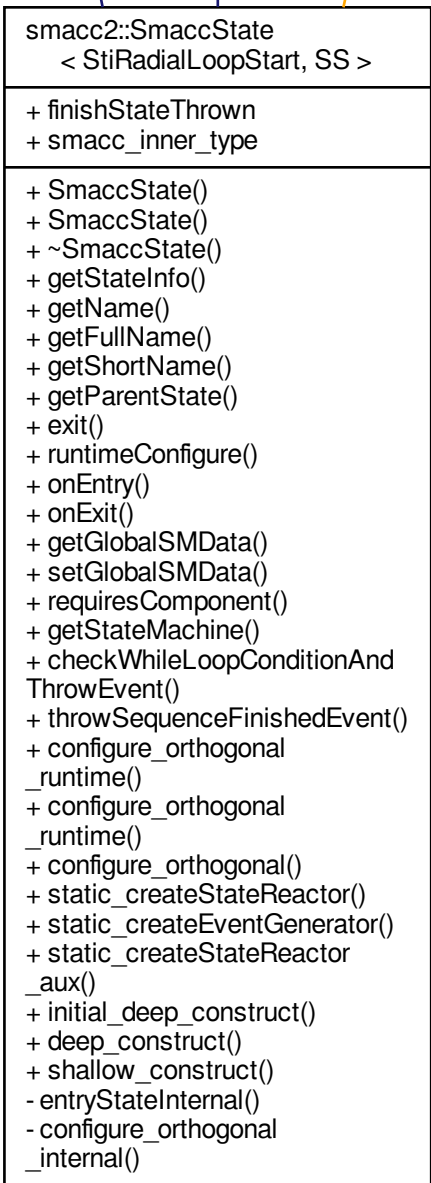 smacc2::SmaccState
< StiRadialLoopStart, SS >
+ finishStateThrown
+ smacc_inner_type
+ SmaccState()
+ SmaccState()
+ ~SmaccState()
+ getStateInfo()
+ getName()
+ getFullName()
+ getShortName()
+ getParentState()
+ exit()
+ runtimeConfigure()
+ onEntry()
+ onExit()
+ getGlobalSMData()
+ setGlobalSMData()
+ requiresComponent()
+ getStateMachine()
+ checkWhileLoopConditionAnd
ThrowEvent()
+ throwSequenceFinishedEvent()
+ configure_orthogonal
_runtime()
+ configure_orthogonal
_runtime()
+ configure_orthogonal()
+ static_createStateReactor()
+ static_createEventGenerator()
+ static_createStateReactor
_aux()
+ initial_deep_construct()
+ deep_construct()
+ shallow_construct()
- entryStateInternal()
- configure_orthogonal
_internal()